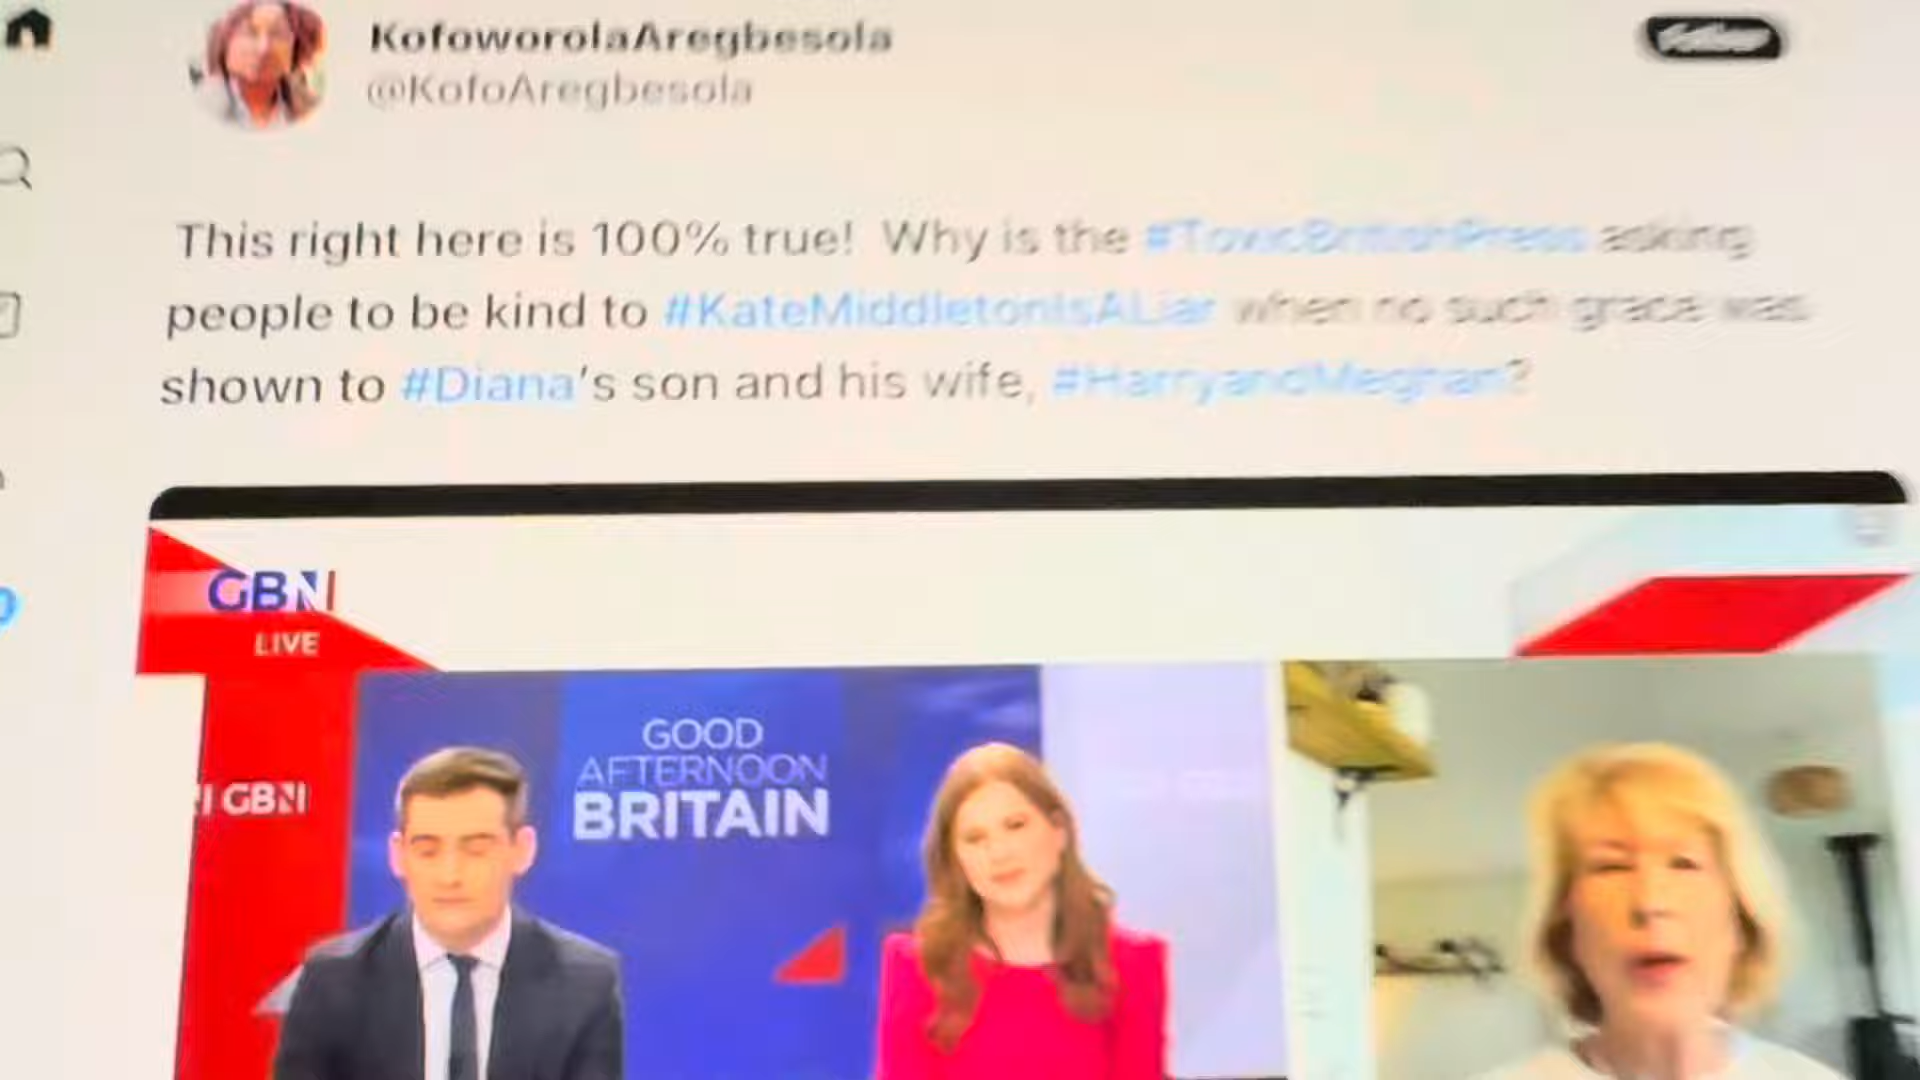 KofoworolaAregbesola
@KofoAregbesola
This right here is 100% true!  Why is the #ToxicBritishPress asking
people to be kind to #KateMiddletonIsALiar when no such grace was
shown to #Diana's son and his wife, #HarryandMeghan?
GBN
LIVE
GOOD
AFTERNOON
BRITAIN
GBN